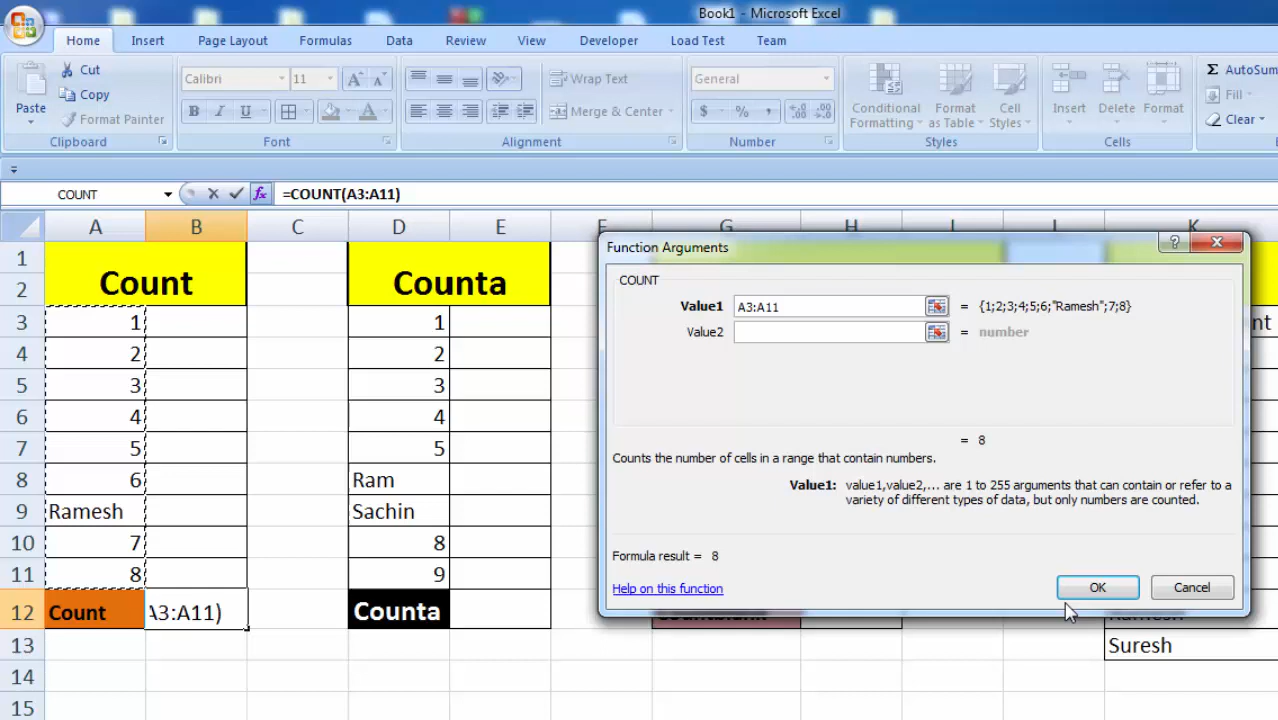 Book1 - Microsoft Excel
Home Insert Page Layout Formulas Data Review View Developer Load Test Team
Paste
Cut
Copy
Format Painter
Clipboard
Calibri 11
B I U
Font
Wrap Text
Merge & Center
Alignment
General
$ % ,
Number
Conditional Formatting
Format as Table
Cell Styles
Styles
Insert Delete Format
Cells
Σ AutoSum
Fill
Clear
COUNT fx =COUNT(A3:A11)
A B C D E G H K
1 Count Counta
2
3 1 1
4 2 2
5 3 3
6 4 4
7 5 5
8 6 Ram
9 Ramesh Sachin
10 7 8
11 8 9
12 Count A3:A11) Counta
13 Suresh
14
15
Function Arguments
COUNT
Value1 A3:A11 = {1;2;3;4;5;6;"Ramesh";7;8}
Value2 = number
= 8
Counts the number of cells in a range that contain numbers.
Value1: value1,value2,... are 1 to 255 arguments that can contain or refer to a
variety of different types of data, but only numbers are counted.
Formula result = 8
Help on this function
OK Cancel